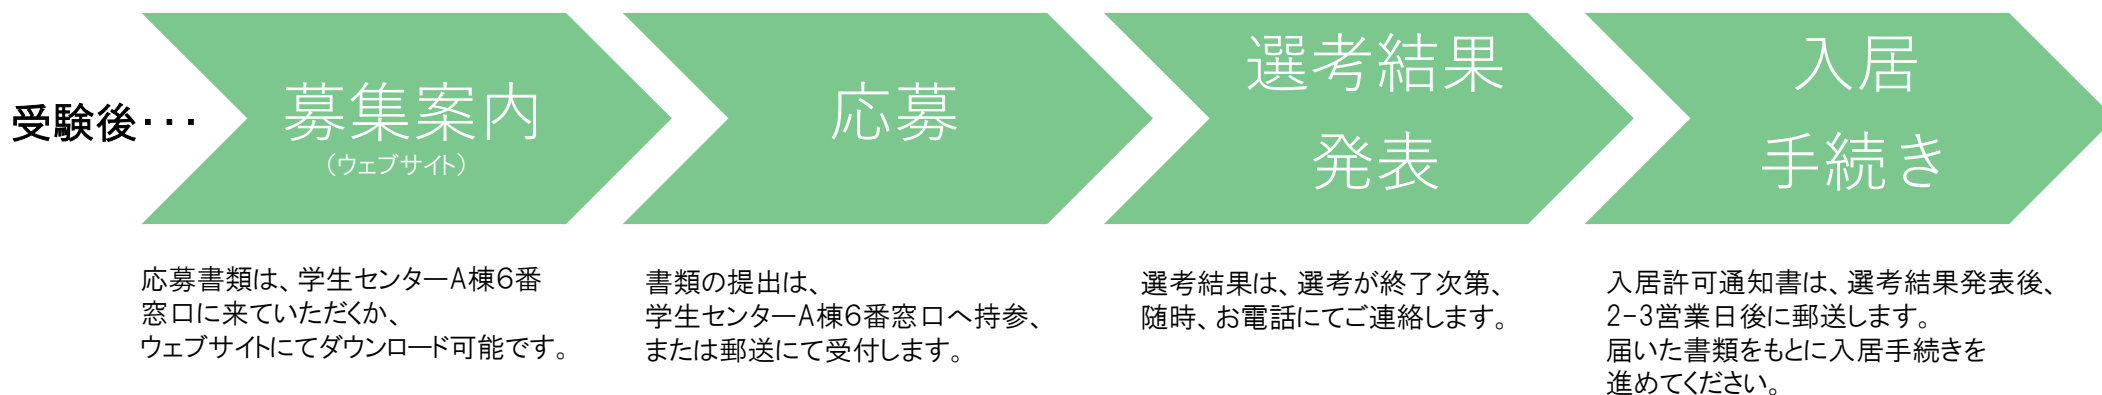 受験後･･･
募集案内
（ウェブサイト）
応募書類は、学生センターA棟6番
窓口に来ていただくか、
ウェブサイトにてダウンロード可能です。
応募
書類の提出は、
学生センターA棟6番窓口へ持参、
または郵送にて受付します。
選考結果
発表
選考結果は、選考が終了次第、
随時、お電話にてご連絡します。
入居
手続き
入居許可通知書は、選考結果発表後、
2-3営業日後に郵送します。
届いた書類をもとに入居手続きを
進めてください。